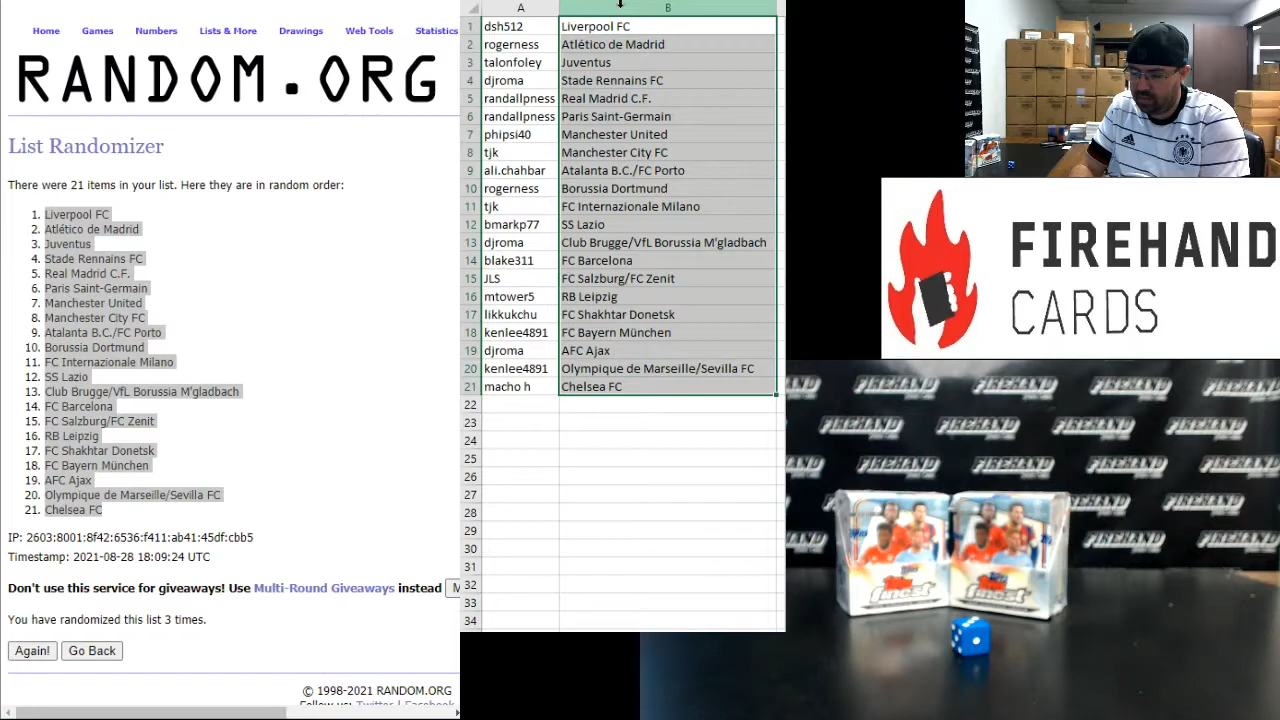 Home Games Numbers Lists & More Drawings Web Tools Statistics
RANDOM.ORG
List Randomizer
There were 21 items in your list. Here they are in random order:
1. Liverpool FC
2. Atlético de Madrid
3. Juventus
4. Stade Rennains FC
5. Real Madrid C.F.
6. Paris Saint-Germain
7. Manchester United
8. Manchester City FC
9. Atalanta B.C./FC Porto
10. Borussia Dortmund
11. FC Internazionale Milano
12. SS Lazio
13. Club Brugge/VfL Borussia M'gladbach
14. FC Barcelona
15. FC Salzburg/FC Zenit
16. RB Leipzig
17. FC Shakhtar Donetsk
18. FC Bayern München
19. AFC Ajax
20. Olympique de Marseille/Sevilla FC
21. Chelsea FC
IP: 2603:8001:8f42:6536:f411:ab41:45df:cbb5
Timestamp: 2021-08-28 18:09:24 UTC
Don't use this service for giveaways! Use Multi-Round Giveaways instead
You have randomized this list 3 times.
Again! Go Back
© 1998-2021 RANDOM.ORG
Follow us: Twitter | Facebook
A B
1 dsh512 Liverpool FC
2 rogerness Atlético de Madrid
3 talonfoley Juventus
4 djroma Stade Rennains FC
5 randallpness Real Madrid C.F.
6 randallpness Paris Saint-Germain
7 phipsi40 Manchester United
8 tjk Manchester City FC
9 ali.chahbar Atalanta B.C./FC Porto
10 rogerness Borussia Dortmund
11 tjk FC Internazionale Milano
12 bmarkp77 SS Lazio
13 djroma Club Brugge/VfL Borussia M'gladbach
14 blake311 FC Barcelona
15 JLS FC Salzburg/FC Zenit
16 mtower5 RB Leipzig
17 likkukchu FC Shakhtar Donetsk
18 kenlee4891 FC Bayern München
19 djroma AFC Ajax
20 kenlee4891 Olympique de Marseille/Sevilla FC
21 macho h Chelsea FC
22
23
24
25
26
27
28
29
30
31
32
33
34
FIREHAND
CARDS
FIREHAND
FIREHAND
FIREHAND
FIREHAND
finest
finest